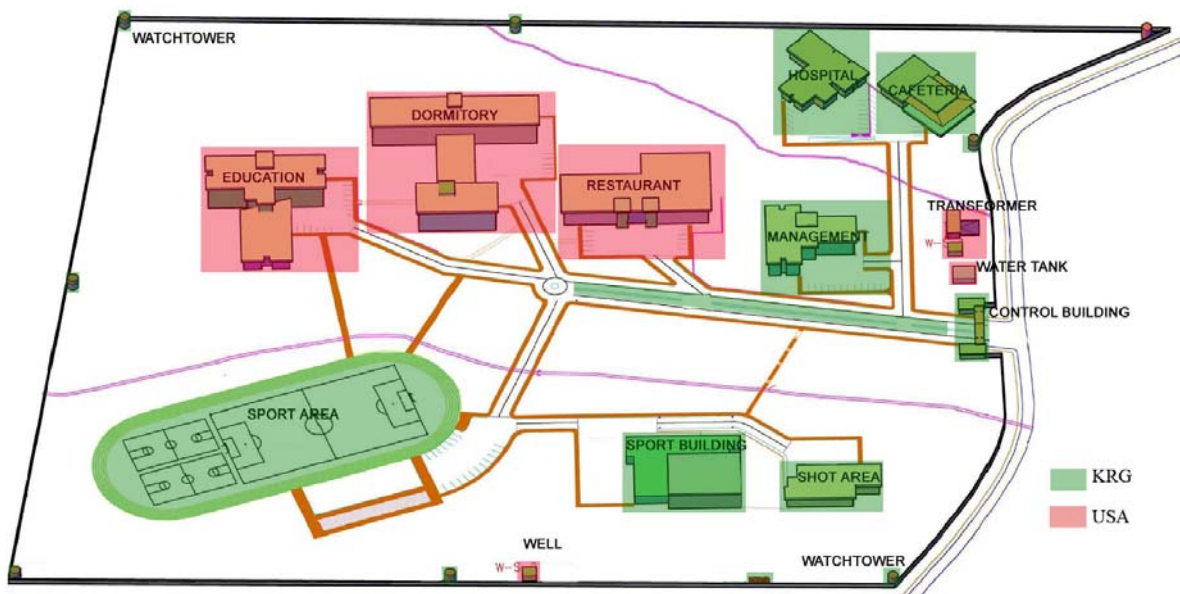 WATCHTOWER
HOSPITAL
CAFETERIA
DORMITORY
EDUCATION
RESTAURANT
TRANSFORMER
MANAGEMENT
WATER TANK
CONTROL BUILDING
SPORT AREA
SPORT BUILDING
SHOT AREA
KRG
USA
WELL
W-S
WATCHTOWER